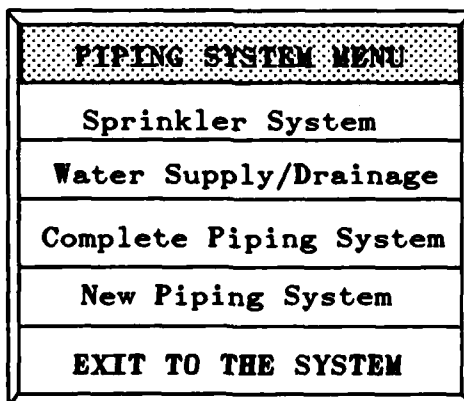 PIPING SYSTEM MENU
Sprinkler System
Water Supply/Drainage
Complete Piping System
New Piping System
EXIT TO THE SYSTEM